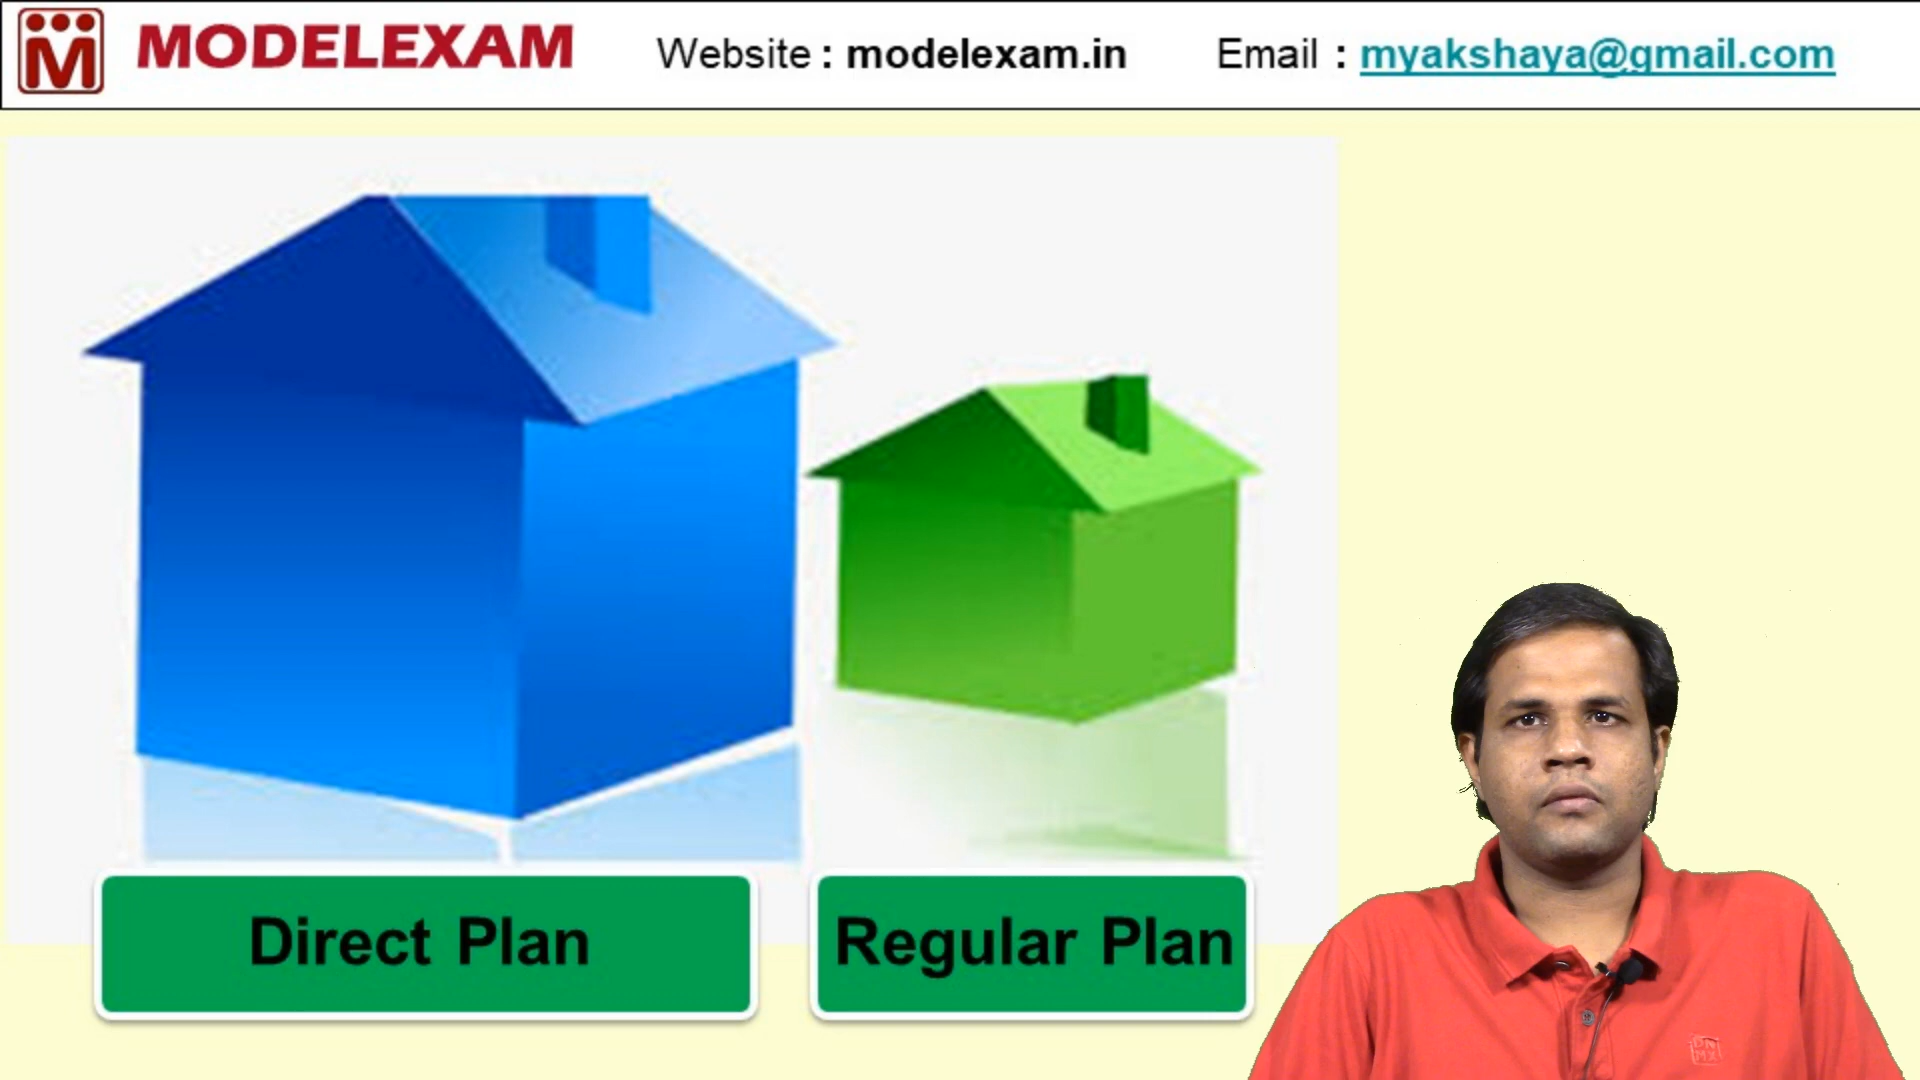 MODELEXAM
Website : modelexam.in
Email : myakshaya@gmail.com
Direct Plan
Regular Plan